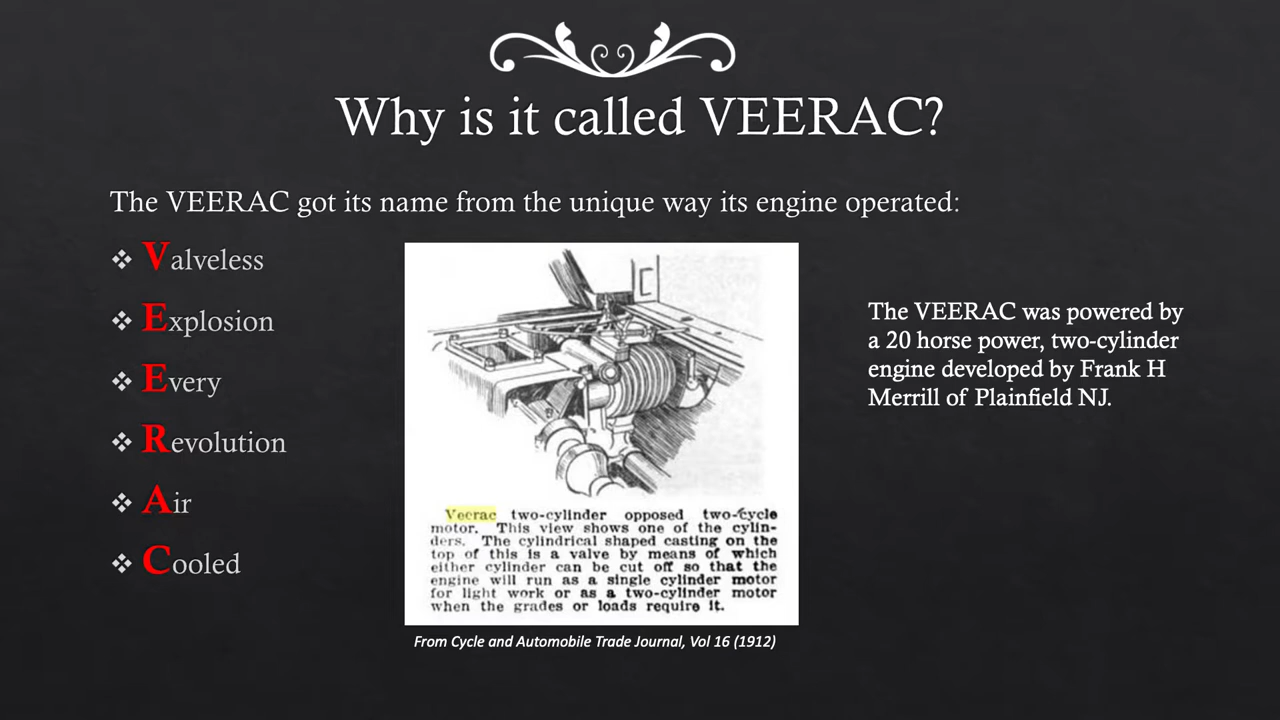 Why is it called VEERAC?
The VEERAC got its name from the unique way its engine operated:
Valveless
Explosion
Every
Revolution
Air
Cooled
Veerac two-cylinder opposed two-cycle
motor. This view shows one of the cylin-
ders. The cylindrical shaped casting on the
top of this is a valve by means of which
either cylinder can be cut off so that the
engine will run as a single cylinder motor
for light work or as a two-cylinder motor
when the grades or loads require it.
From Cycle and Automobile Trade Journal, Vol 16 (1912)
The VEERAC was powered by
a 20 horse power, two-cylinder
engine developed by Frank H
Merrill of Plainfield NJ.